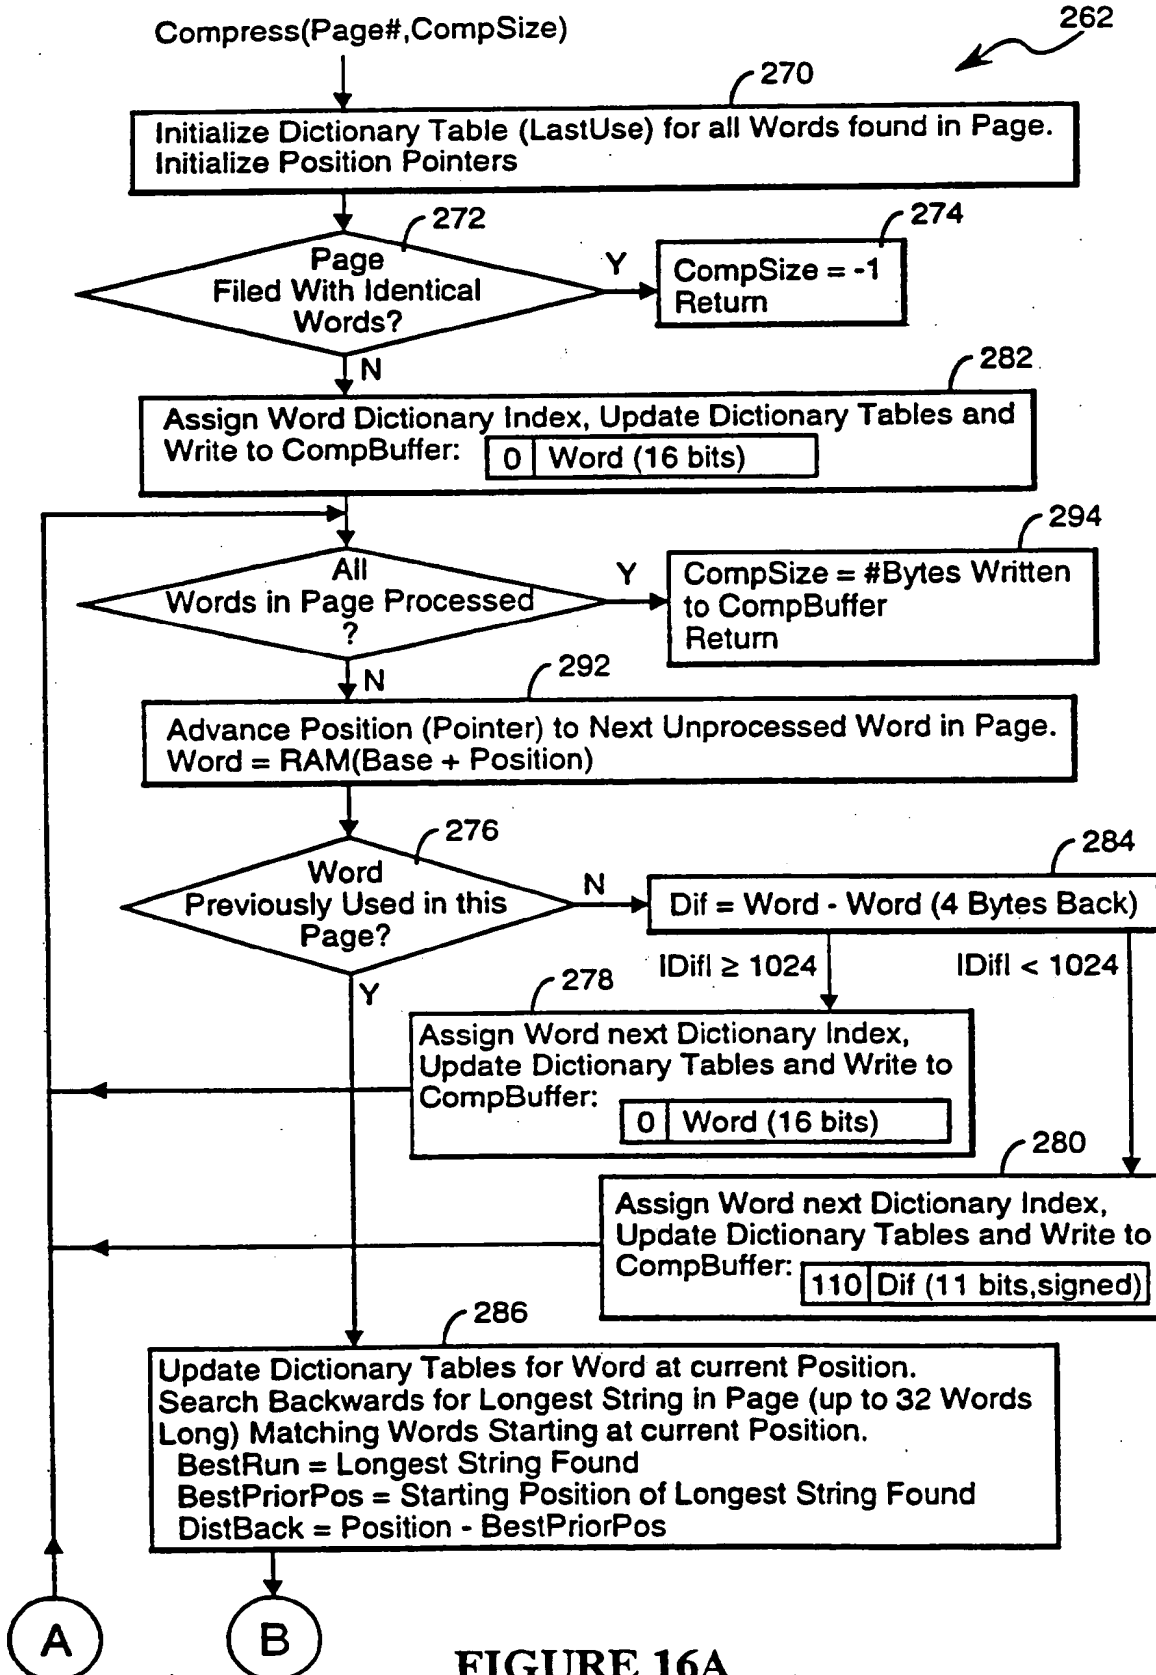 Compress(Page#,CompSize)
262
270
Initialize Dictionary Table (LastUse) for all Words found in Page.
Initialize Position Pointers
272
Page
Filed With Identical
Words?
Y
274
CompSize = -1
Return
N
282
Assign Word Dictionary Index, Update Dictionary Tables and
Write to CompBuffer: 0 Word (16 bits)
All
Words in Page Processed
?
Y
294
CompSize = #Bytes Written
to CompBuffer
Return
N
292
Advance Position (Pointer) to Next Unprocessed Word in Page.
Word = RAM(Base + Position)
276
Word
Previously Used in this
Page?
N
284
Dif = Word - Word (4 Bytes Back)
Y
|Dif| ≥ 1024
|Dif| < 1024
278
Assign Word next Dictionary Index,
Update Dictionary Tables and Write to
CompBuffer:
0 Word (16 bits)
280
Assign Word next Dictionary Index,
Update Dictionary Tables and Write to
CompBuffer: 110 Dif (11 bits,signed)
286
Update Dictionary Tables for Word at current Position.
Search Backwards for Longest String in Page (up to 32 Words
Long) Matching Words Starting at current Position.
BestRun = Longest String Found
BestPriorPos = Starting Position of Longest String Found
DistBack = Position - BestPriorPos
A
B
FIGURE 16A